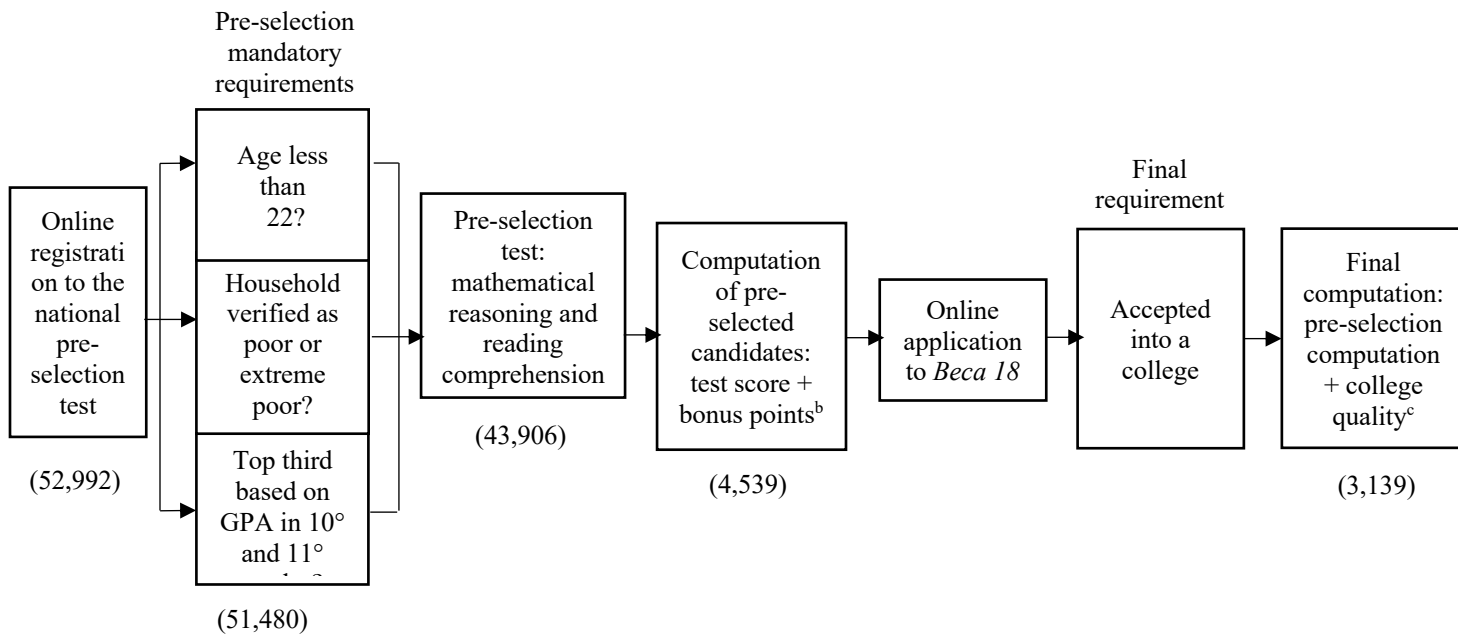 Pre-selection
mandatory
requirements
Online
registrati
on to the
national
pre-
selection
test
(52,992)
Age less
than
22?
Household
verified as
poor or
extreme
poor?
Top third
based on
GPA in 10°
and 11°
(51,480)
Pre-selection
test:
mathematical
reasoning and
reading
comprehension
(43,906)
Computation
of pre-
selected
candidates:
test score +
bonus pointsᵇ
(4,539)
Online
application
to Beca 18
Final
requirement
Accepted
into a
college
Final
computation:
pre-selection
computation
+ college
qualityᶜ
(3,139)